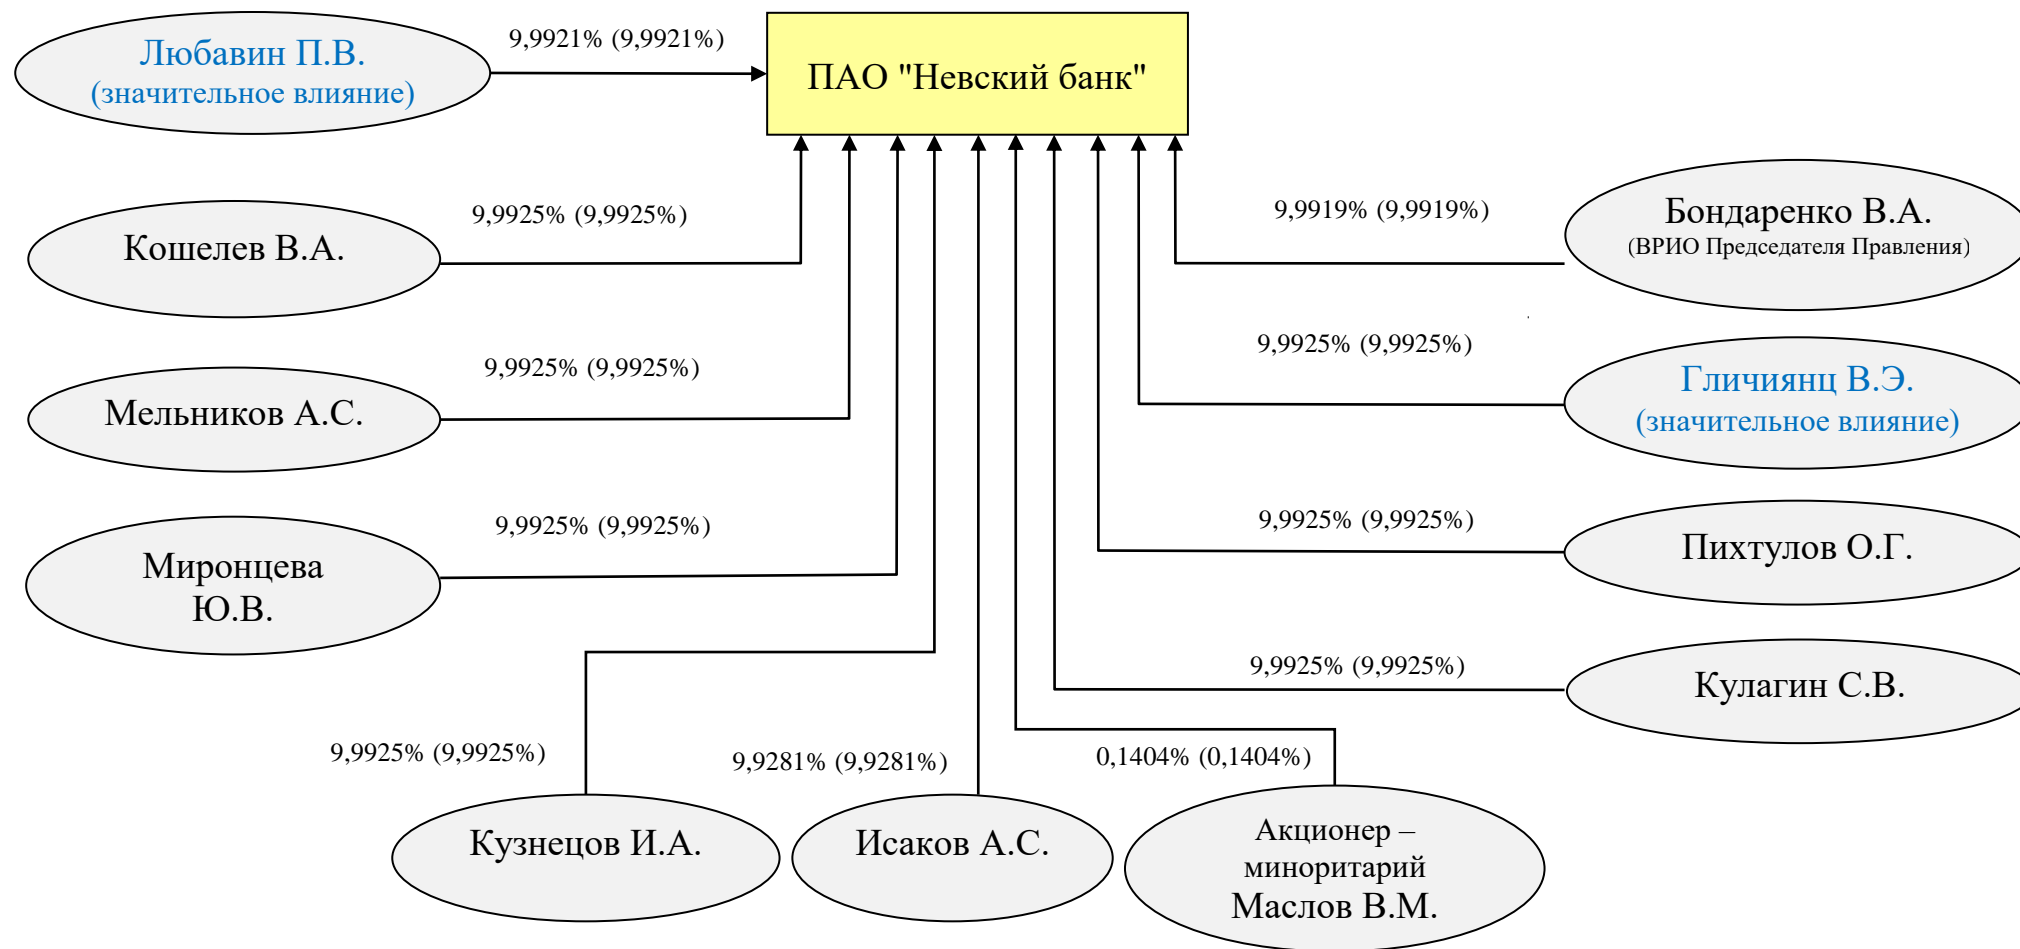 Любавин П.В.
(значительное влияние)
9,9921% (9,9921%)
ПАО "Невский банк"
Кошелев В.А.
9,9925% (9,9925%)
9,9919% (9,9919%)
Бондаренко В.А.
(ВРИО Председателя Правления)
Мельников А.С.
9,9925% (9,9925%)
9,9925% (9,9925%)
Гличиянц В.Э.
(значительное влияние)
Миронцева
Ю.В.
9,9925% (9,9925%)
9,9925% (9,9925%)
Пихтулов О.Г.
9,9925% (9,9925%)
Кулагин С.В.
9,9925% (9,9925%)
9,9281% (9,9281%)
0,1404% (0,1404%)
Кузнецов И.А.
Исаков А.С.
Акционер –
миноритарий
Маслов В.М.